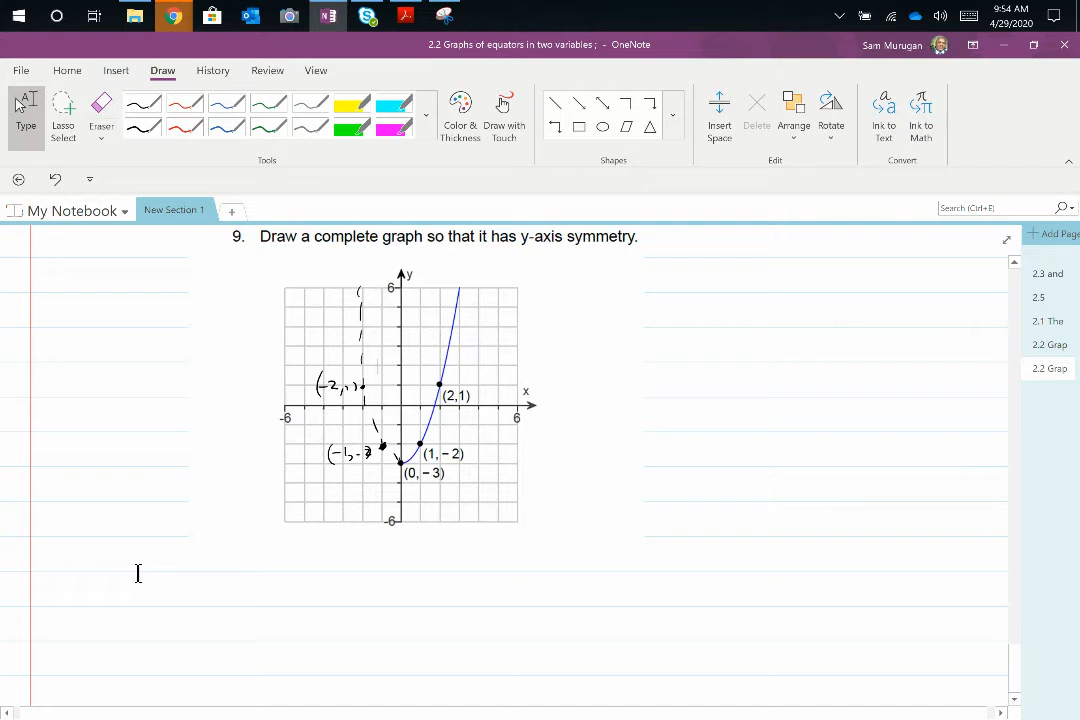 9:54 AM
4/29/2020
2.2 Graphs of equators in two variables ; - OneNote
Sam Murugan
File Home Insert Draw History Review View
Type
Lasso Select
Eraser
Color & Thickness
Draw with Touch
Insert Space
Delete
Arrange
Rotate
Ink to Text
Ink to Math
Tools
Shapes
Edit
Convert
My Notebook
New Section 1
Search (Ctrl+E)
Add Page
9. Draw a complete graph so that it has y-axis symmetry.
2.3 and
2.5
2.1 The
2.2 Grap
2.2 Grap
y
6
(-2,
x
(2,1)
-6
6
(-1,
(1, – 2)
(0, – 3)
-6